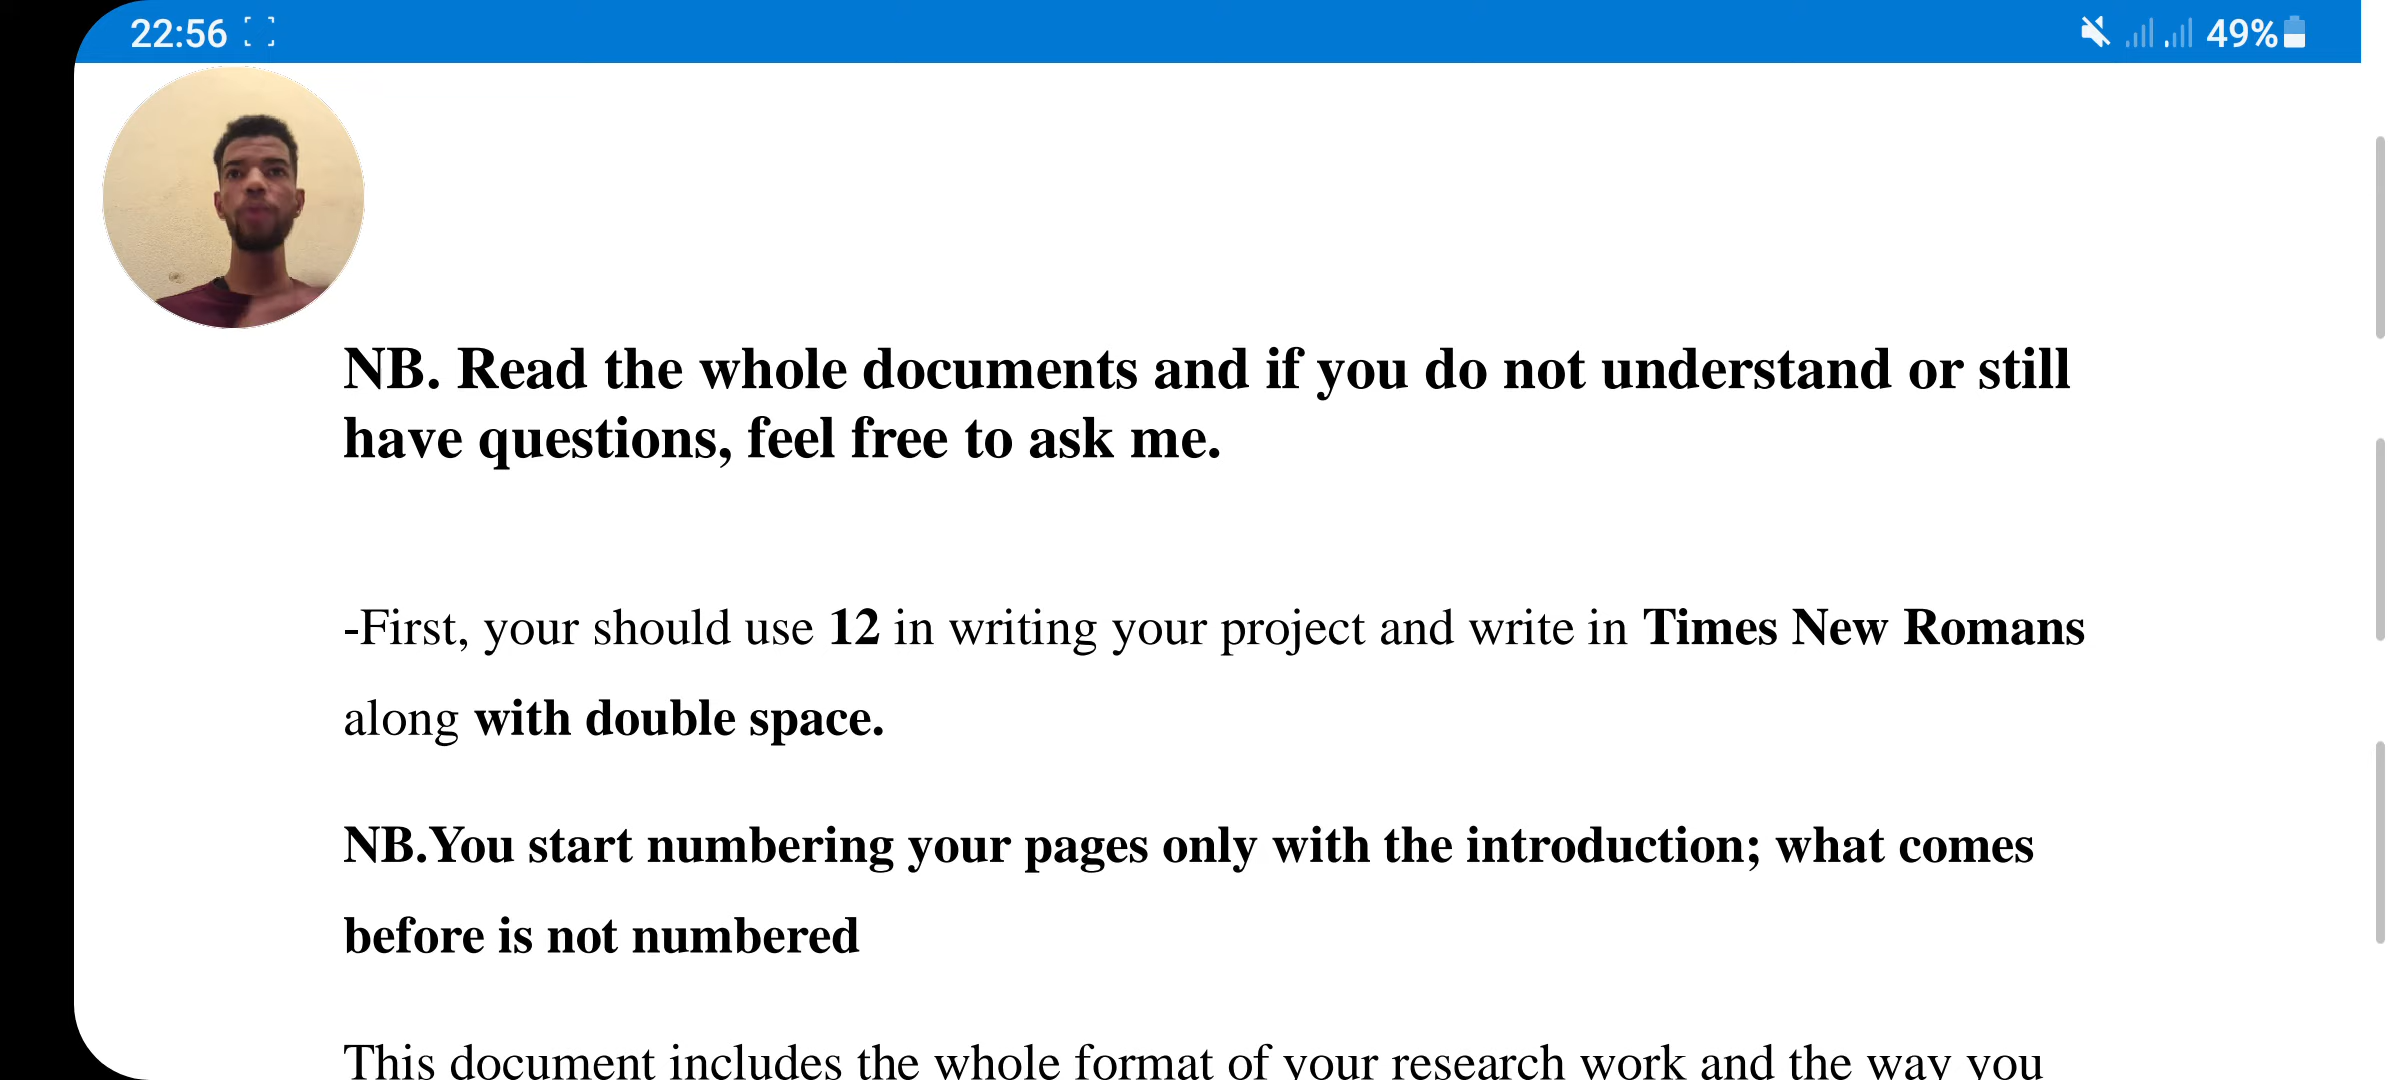 22:56 49%
NB. Read the whole documents and if you do not understand or still
have questions, feel free to ask me.
-First, your should use 12 in writing your project and write in Times New Romans
along with double space.
NB.You start numbering your pages only with the introduction; what comes
before is not numbered
This document includes the whole format of your research work and the way you